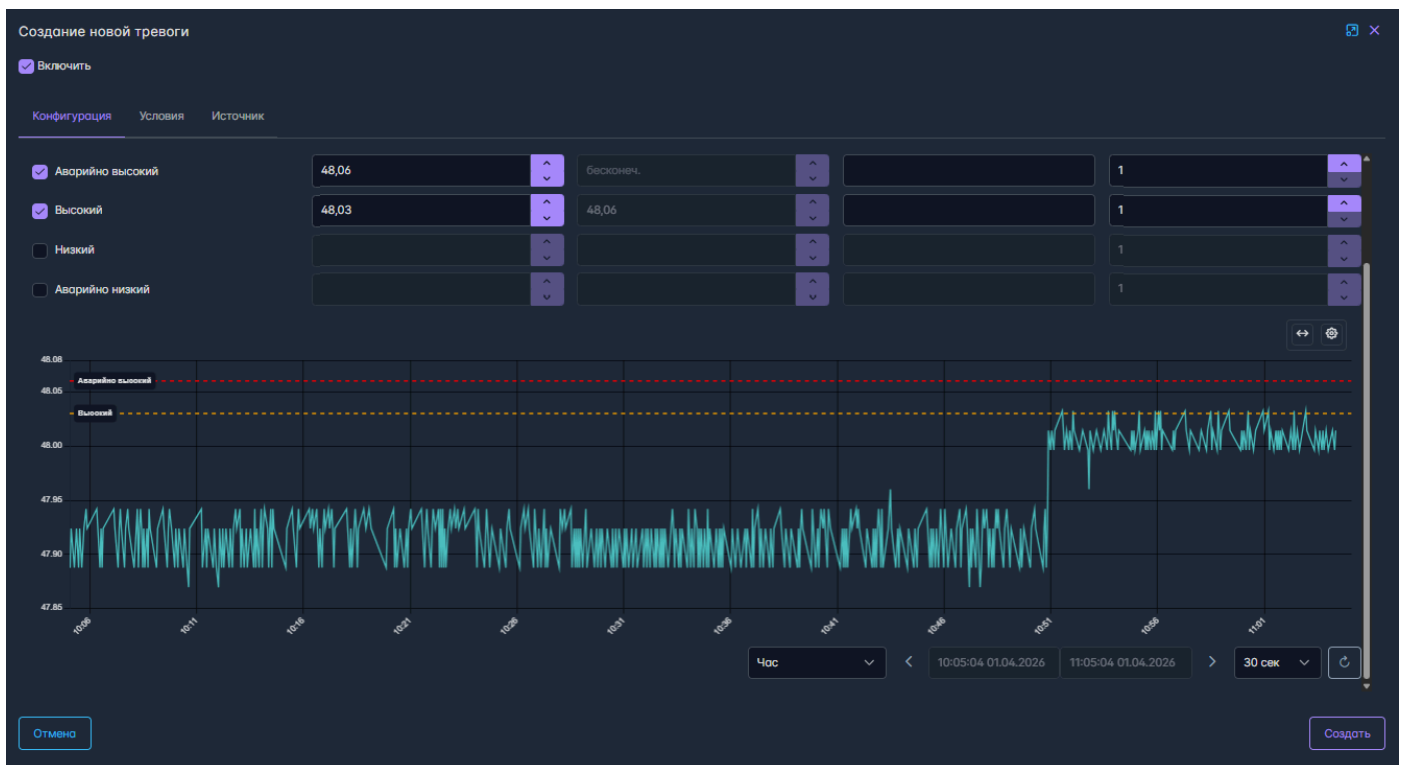 Создание новой тревоги
Включить
Конфигурация Условия Источник
Аварийно высокий 48,06 бесконеч. 1
Высокий 48,03 48,06 1
Низкий 1
Аварийно низкий 1
48.08
Аварийно высокий
48.05
Высокий
48.00
47.95
47.90
47.85
10:06 10:11 10:16 10:21 10:26 10:31 10:36 10:41 10:46 10:51 10:56 11:01
Час 10:05:04 01.04.2026 11:05:04 01.04.2026 30 сек
Отмена Создать